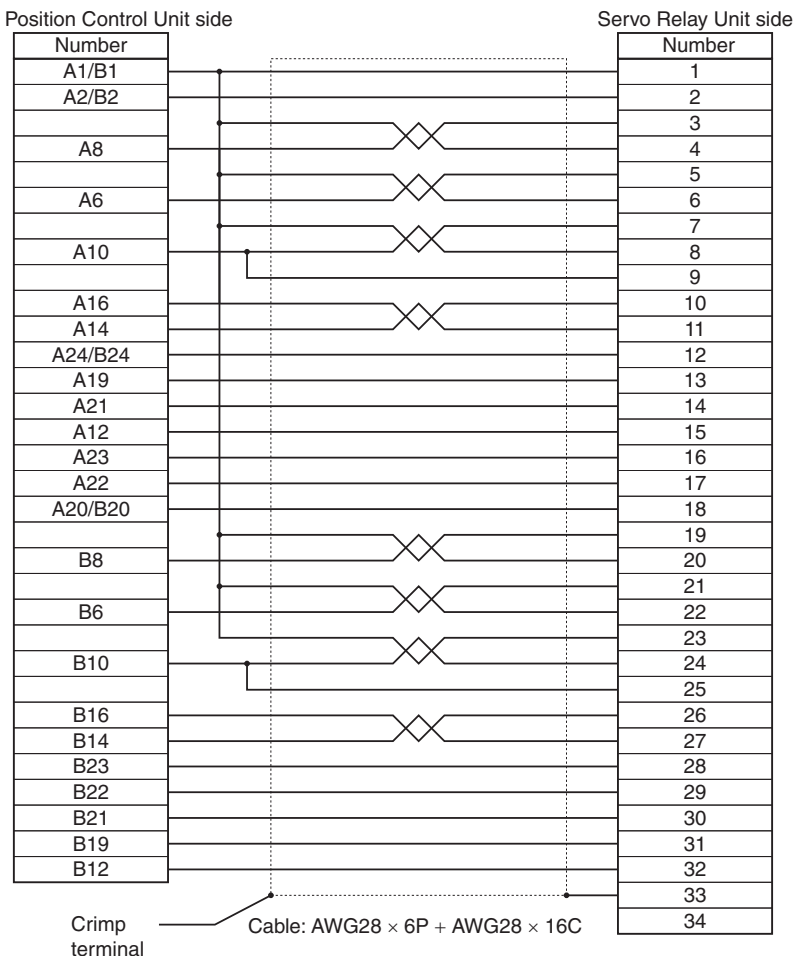 Position Control Unit side
Servo Relay Unit side
Number
Number
A1/B1
1
A2/B2
2
3
A8
4
5
A6
6
7
A10
8
9
A16
10
A14
11
A24/B24
12
A19
13
A21
14
A12
15
A23
16
A22
17
A20/B20
18
19
B8
20
21
B6
22
23
B10
24
25
B16
26
B14
27
B23
28
B22
29
B21
30
B19
31
B12
32
33
34
Crimp
terminal
Cable: AWG28 × 6P + AWG28 × 16C